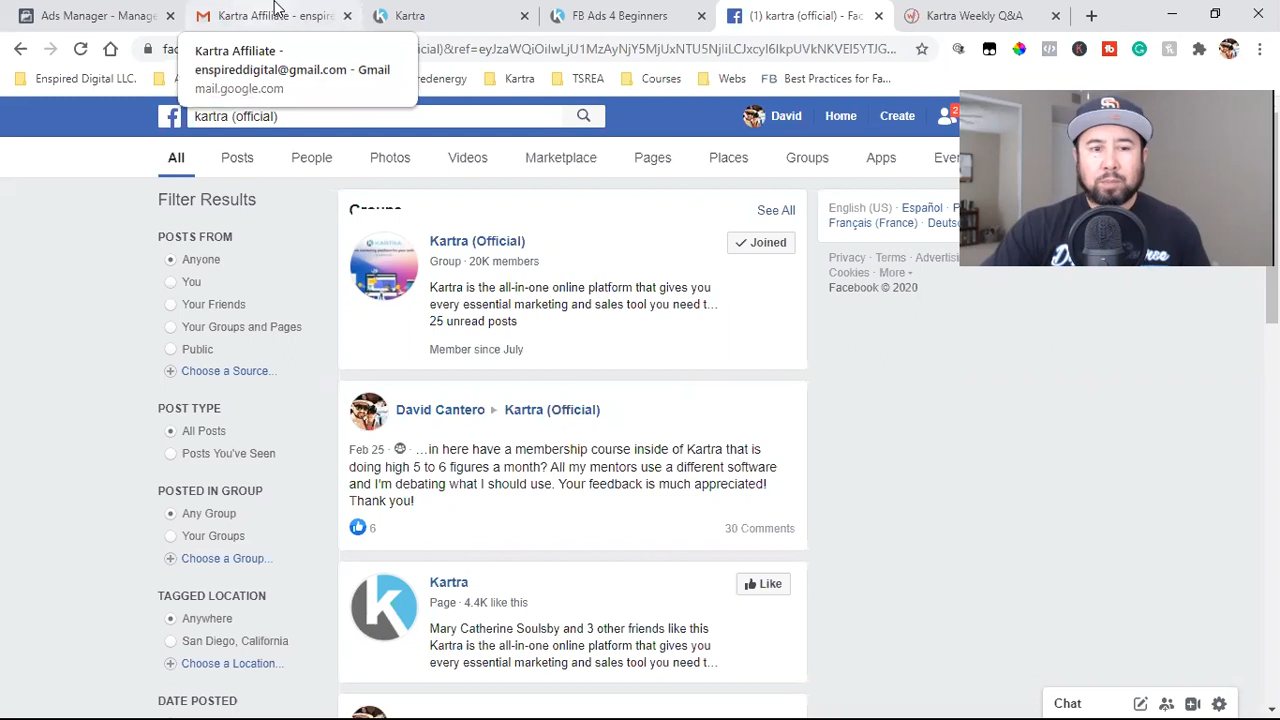 Ads Manager - Manage
Kartra Affiliate - enspire
Kartra
FB Ads 4 Beginners
(1) kartra (official) - Fac
Kartra Weekly Q&A
Kartra Affiliate -
enspireddigital@gmail.com - Gmail
mail.google.com
Enspired Digital LLC.
Kartra
TSREA
Courses
Webs
FB Best Practices for Fa...
kartra (official)
David
Home
Create
2
All
Posts
People
Photos
Videos
Marketplace
Pages
Places
Groups
Apps
Filter Results
POSTS FROM
Anyone
You
Your Friends
Your Groups and Pages
Public
Choose a Source...
POST TYPE
All Posts
Posts You've Seen
POSTED IN GROUP
Any Group
Your Groups
Choose a Group...
TAGGED LOCATION
Anywhere
San Diego, California
Choose a Location...
DATE POSTED
Groups
See All
Kartra (Official)
Joined
Group · 20K members
Kartra is the all-in-one online platform that gives you
every essential marketing and sales tool you need t...
25 unread posts
Member since July
David Cantero ▸ Kartra (Official)
Feb 25 · ...in here have a membership course inside of Kartra that is
doing high 5 to 6 figures a month? All my mentors use a different software
and I'm debating what I should use. Your feedback is much appreciated!
Thank you!
6
30 Comments
Kartra
Like
Page · 4.4K like this
Mary Catherine Soulsby and 3 other friends like this
Kartra is the all-in-one online platform that gives you
every essential marketing and sales tool you need t...
English (US) · Español ·
Français (France) ·
Privacy · Terms ·
Cookies · More
Facebook © 2020
Chat